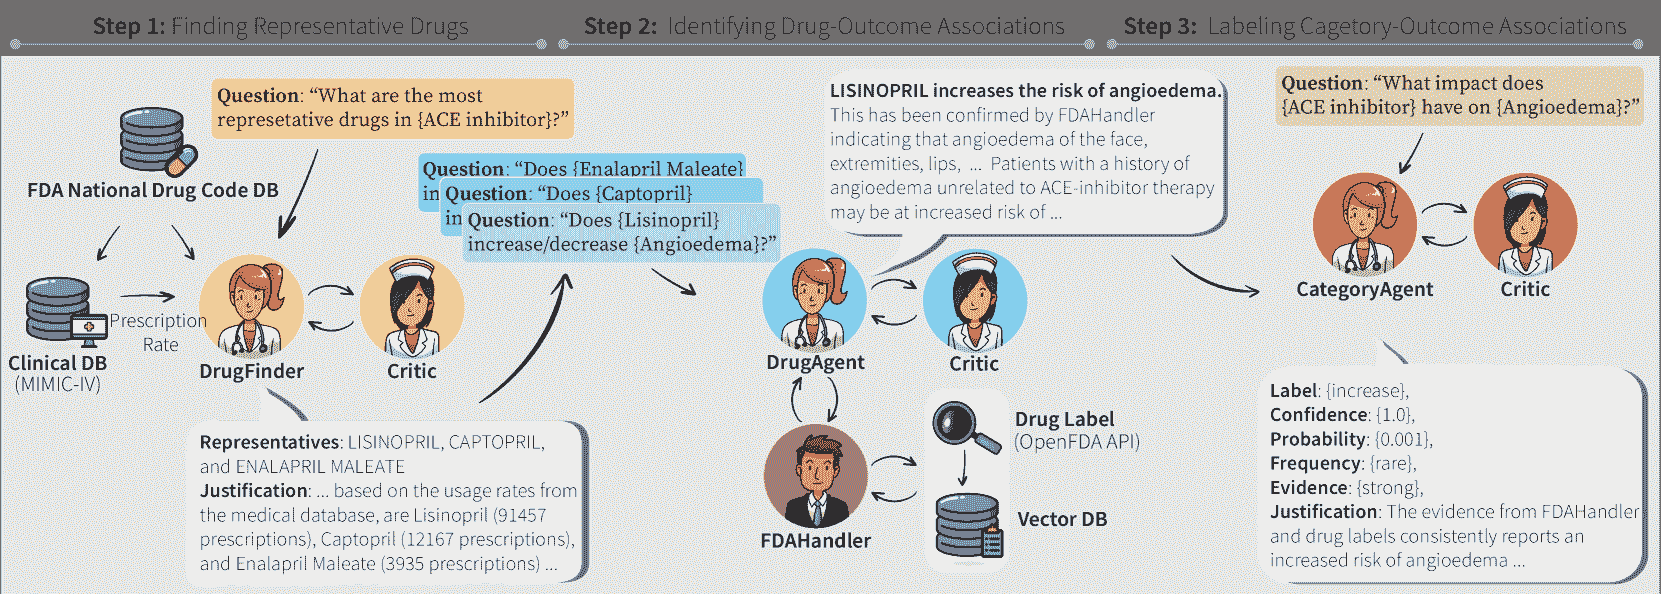 Step 1: Finding Representative Drugs
Step 2: Identifying Drug-Outcome Associations
Step 3: Labeling Cagetory-Outcome Associations
Question: “What are the most
represetative drugs in {ACE inhibitor}?”
FDA National Drug Code DB
Clinical DB
(MIMIC-IV)
Prescription
Rate
DrugFinder
Critic
Representatives: LISINOPRIL, CAPTOPRIL,
and ENALAPRIL MALEATE
Justification: ... based on the usage rates from
the medical database, are Lisinopril (91457
prescriptions), Captopril (12167 prescriptions),
and Enalapril Maleate (3935 prescriptions) ...
Question: “Does {Enalapril Maleate}
in
Question: “Does {Captopril}
in
Question: “Does {Lisinopril}
increase/decrease {Angioedema}?”
LISINOPRIL increases the risk of angioedema.
This has been confirmed by FDAHandler
indicating that angioedema of the face,
extremities, lips, ... Patients with a history of
angioedema unrelated to ACE-inhibitor therapy
may be at increased risk of ...
DrugAgent
Critic
FDAHandler
Drug Label
(OpenFDA API)
Vector DB
Question: “What impact does
{ACE inhibitor} have on {Angioedema}?”
CategoryAgent
Critic
Label: {increase},
Confidence: {1.0},
Probability: {0.001},
Frequency: {rare},
Evidence: {strong},
Justification: The evidence from FDAHandler
and drug labels consistently reports an
increased risk of angioedema ...